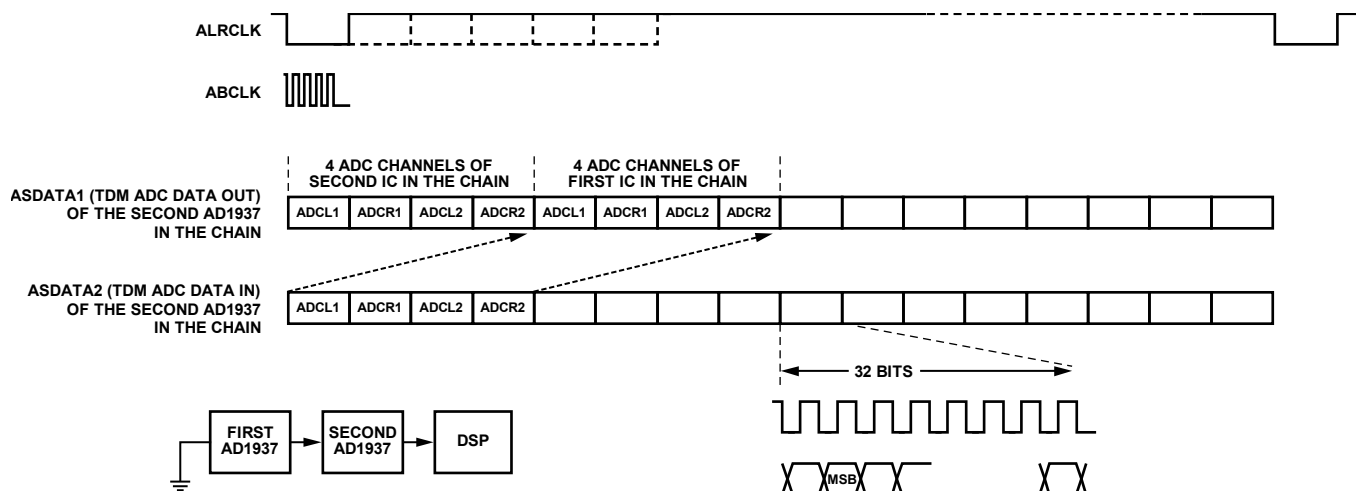 ALRCLK
ABCLK
4 ADC CHANNELS OF
SECOND IC IN THE CHAIN
4 ADC CHANNELS OF
FIRST IC IN THE CHAIN
ASDATA1 (TDM ADC DATA OUT)
OF THE SECOND AD1937
IN THE CHAIN
ADCL1 ADCR1 ADCL2 ADCR2 ADCL1 ADCR1 ADCL2 ADCR2
ASDATA2 (TDM ADC DATA IN)
OF THE SECOND AD1937
IN THE CHAIN
ADCL1 ADCR1 ADCL2 ADCR2
32 BITS
FIRST
AD1937
SECOND
AD1937
DSP
MSB